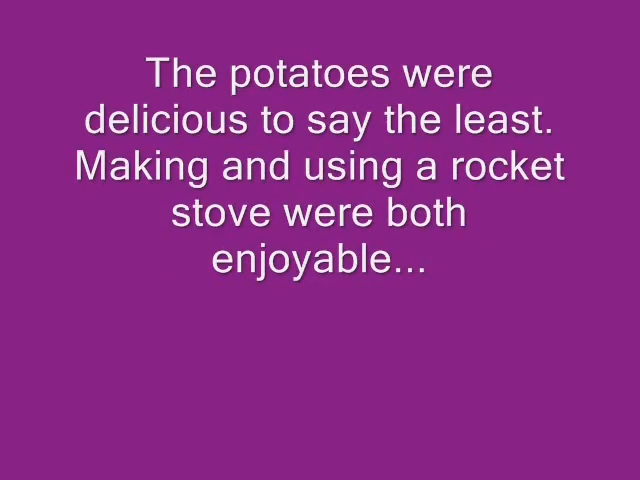 The potatoes were
delicious to say the least.
Making and using a rocket
stove were both
enjoyable...